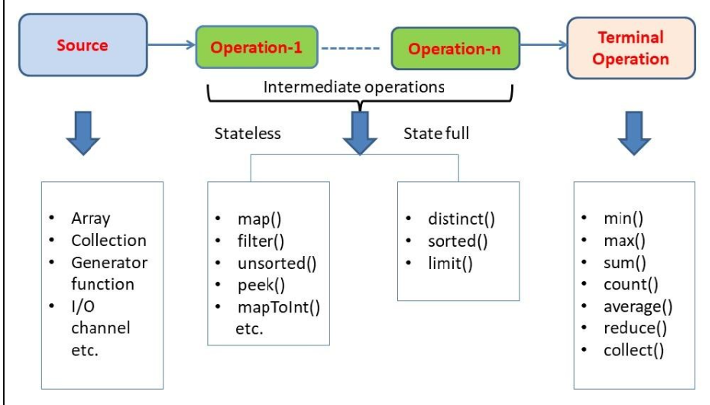 Source
Operation-1
Operation-n
Terminal
Operation
Intermediate operations
Stateless
State full
• Array
• Collection
• Generator
function
• I/O
channel
etc.
• map()
• filter()
• unsorted()
• peek()
• mapToInt()
etc.
• distinct()
• sorted()
• limit()
• min()
• max()
• sum()
• count()
• average()
• reduce()
• collect()